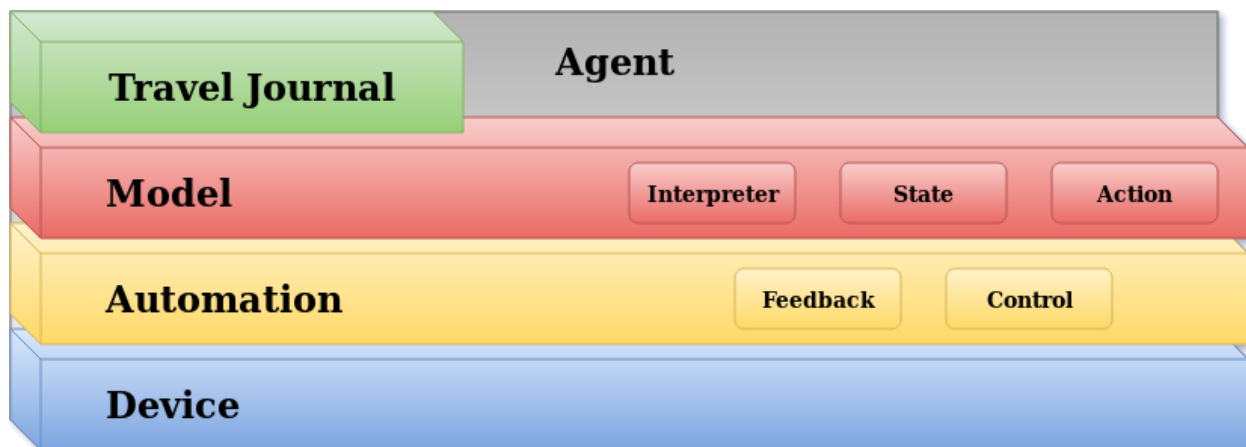 Agent
Travel Journal
Model
Interpreter
State
Action
Automation
Feedback
Control
Device